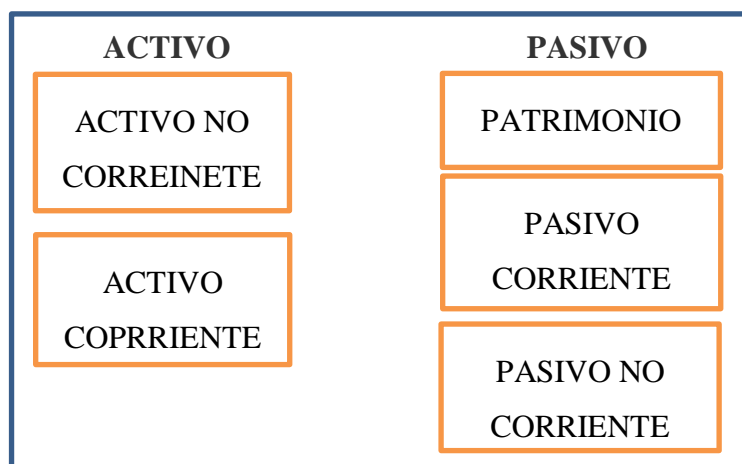 ACTIVO
ACTIVO NO
CORREINETE
ACTIVO
COPRRIENTE
PASIVO
PATRIMONIO
PASIVO
CORRIENTE
PASIVO NO
CORRIENTE